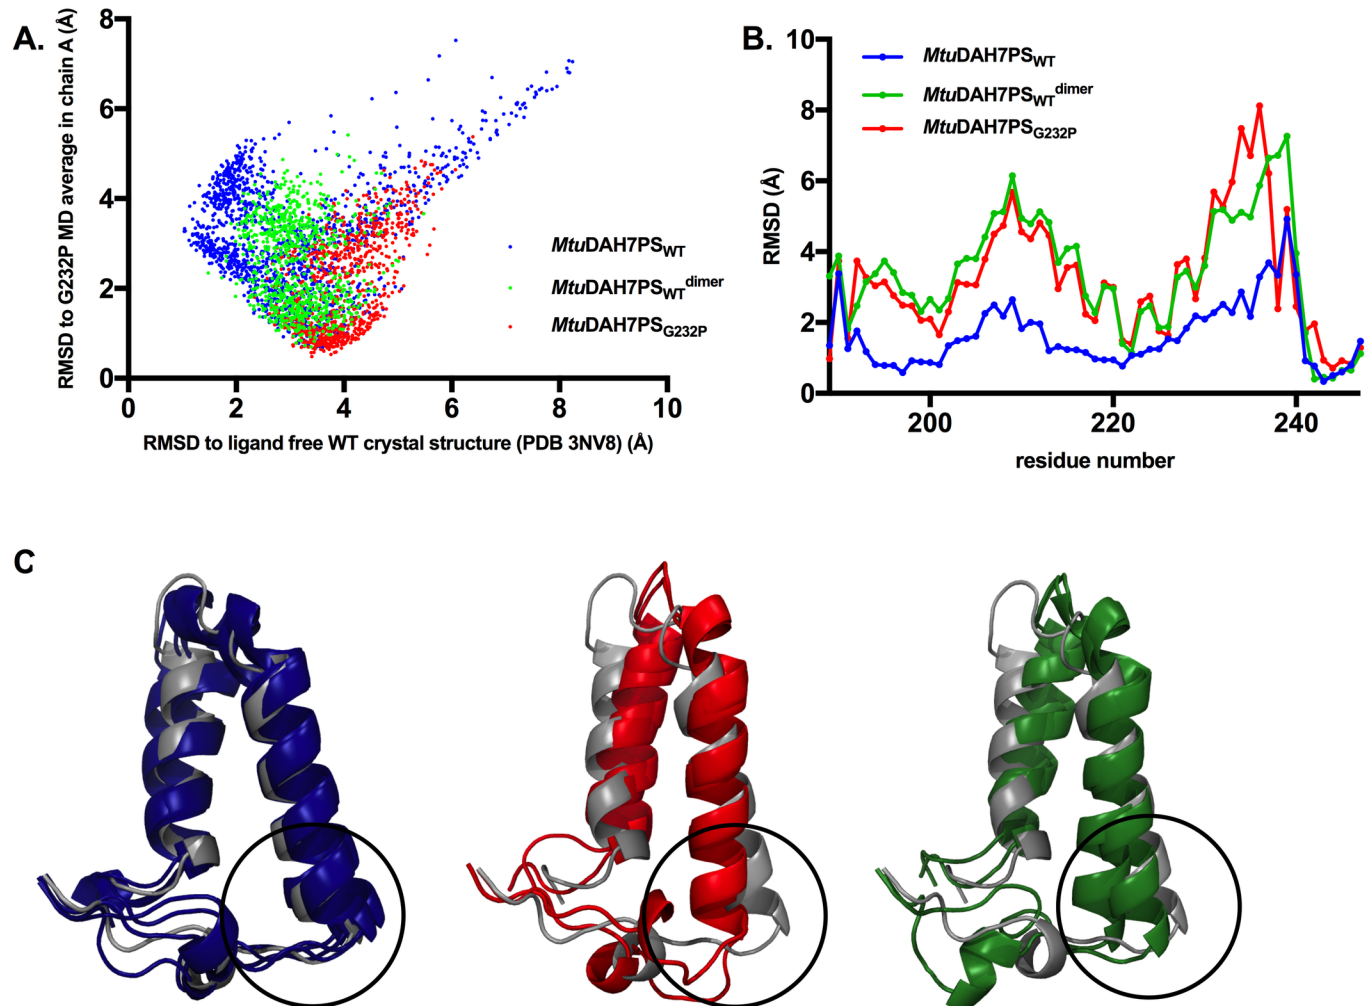 A.
RMSD to G232P MD average in chain A (Å)
8
6
4
2
0
0 2 4 6 8 10
RMSD to ligand free WT crystal structure (PDB 3NV8) (Å)
MtuDAH7PSWT
MtuDAH7PSWTdimer
MtuDAH7PSG232P
B.
RMSD (Å)
10
8
6
4
2
0
200 220 240
residue number
MtuDAH7PSWT
MtuDAH7PSWTdimer
MtuDAH7PSG232P
C